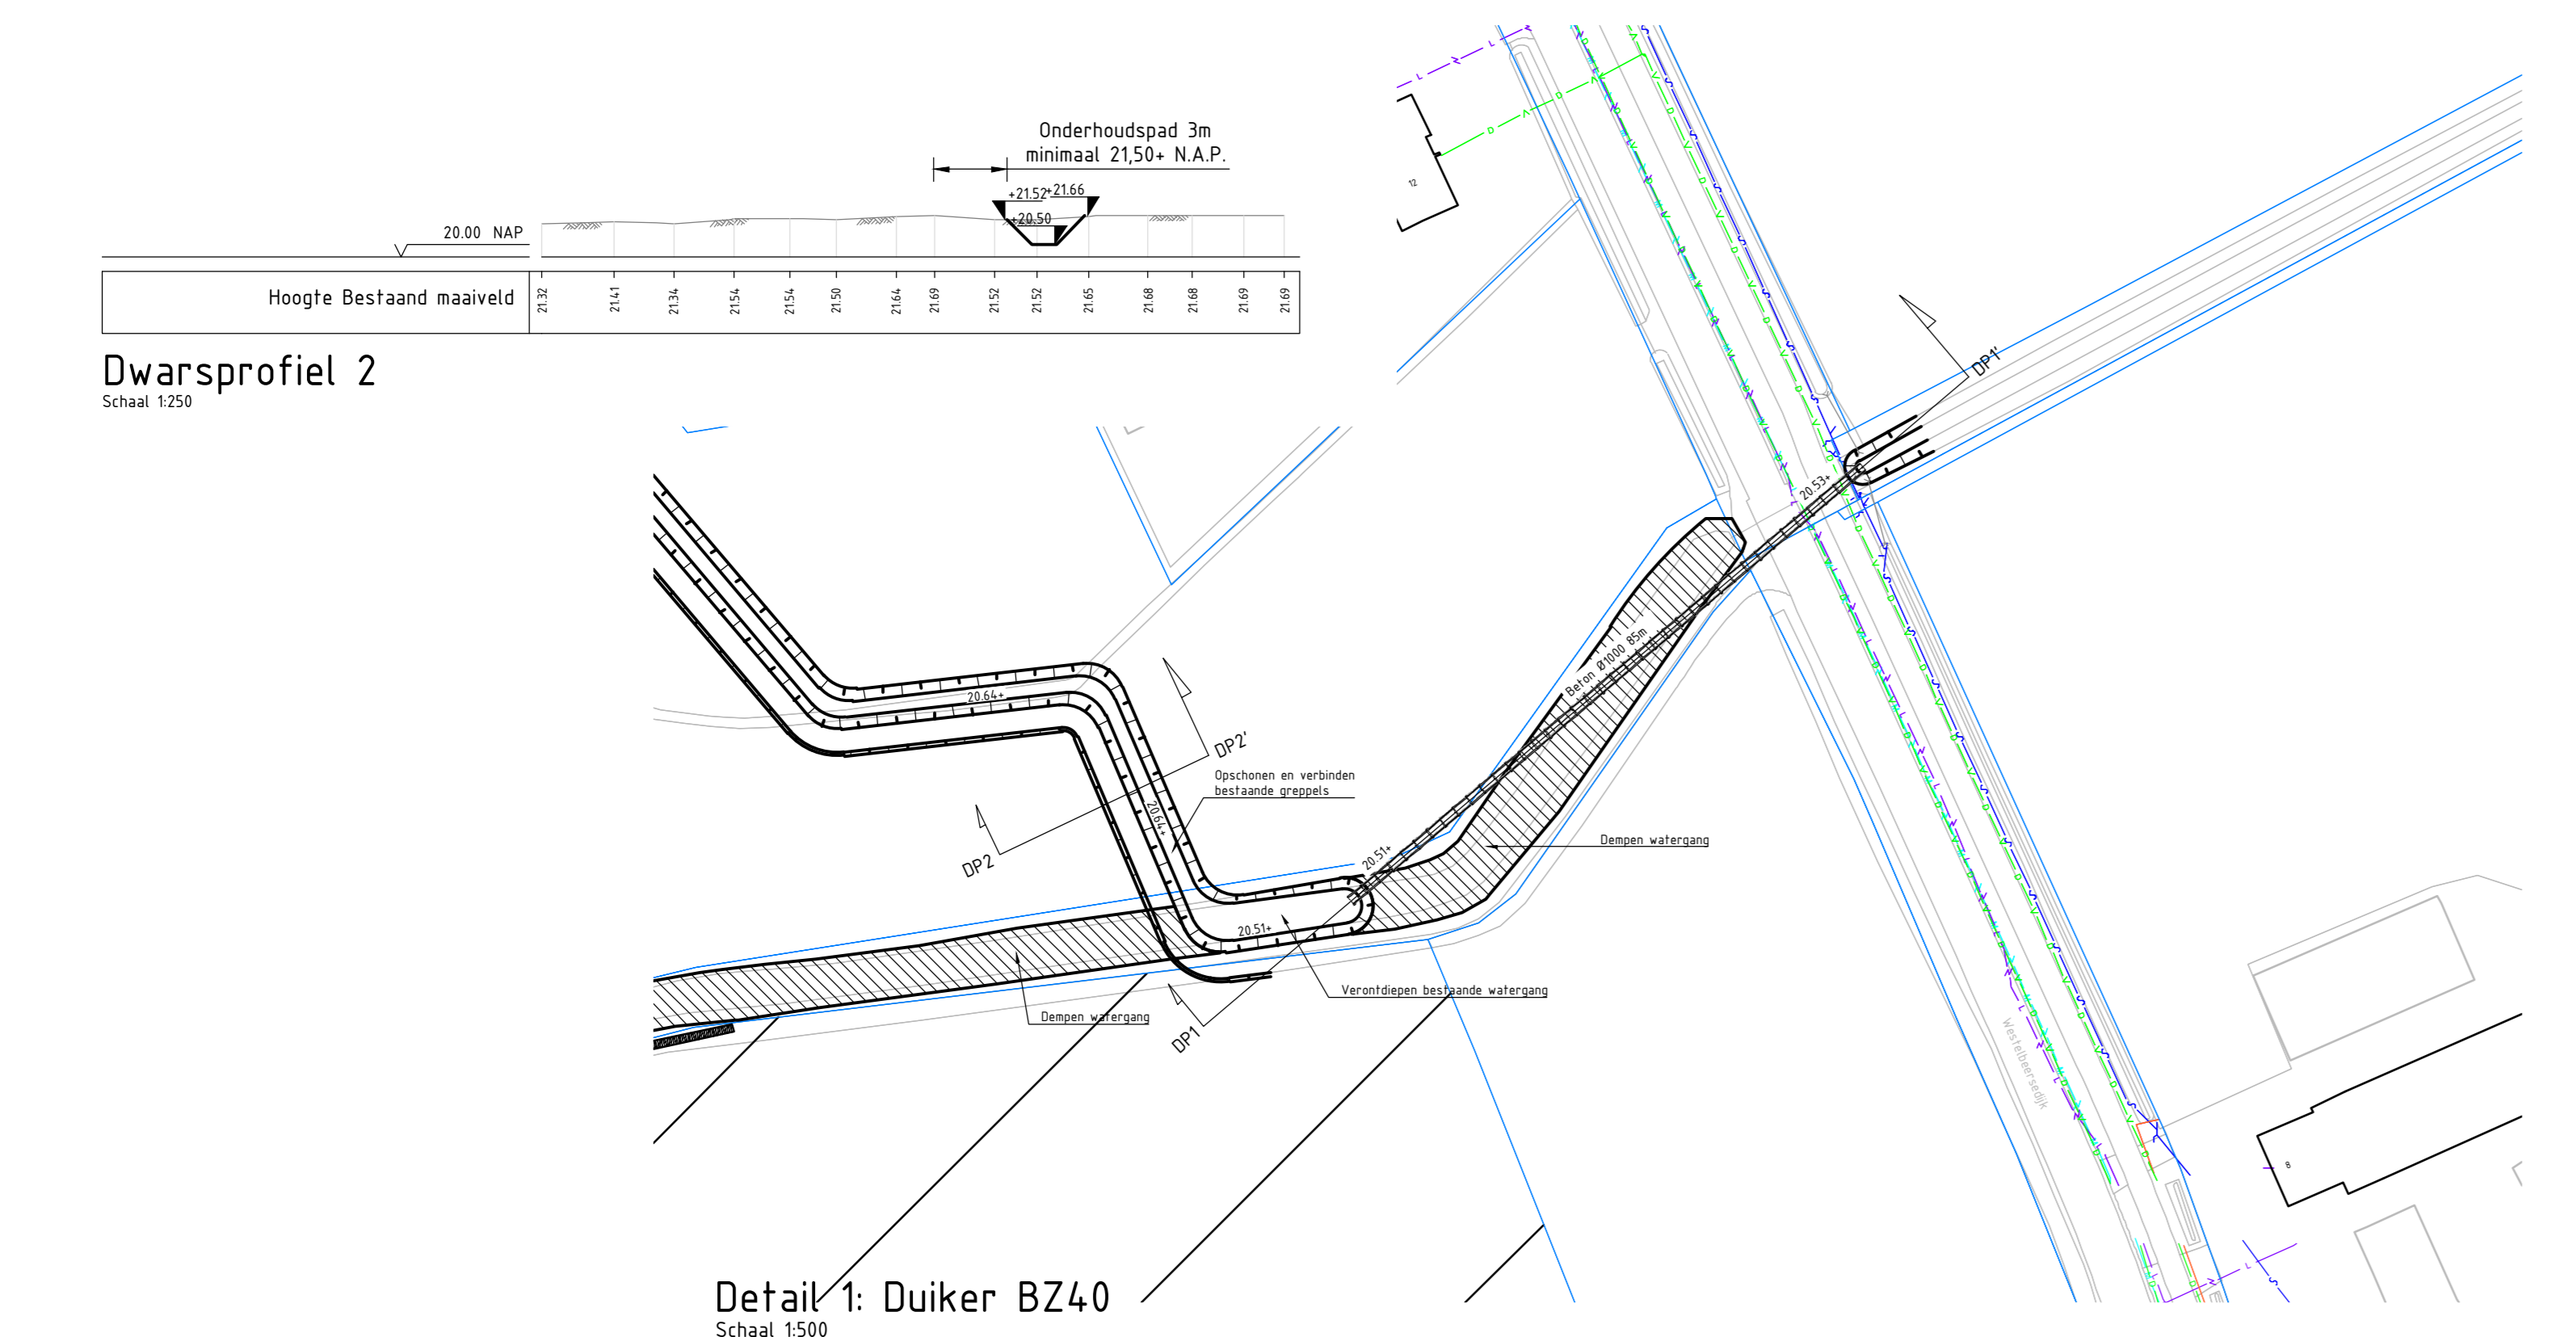 Onderhoudspad 3m
minimaal 21,50+ N.A.P.
+21.52
+21.66
+20.50
20.00 NAP
Hoogte Bestaand maaiveld
21.32
21.41
21.34
21.54
21.54
21.50
21.64
21.69
21.52
21.52
21.65
21.68
21.68
21.69
21.69
Dwarsprofiel 2
Schaal 1:250
12
DP1'
20.53+
Beton Ø1000 85m
20.64+
DP2'
Opschonen en verbinden
bestaande greppels
20.64+
DP2
Dempen watergang
20.51+
20.51+
Verontdiepen bestaande watergang
Dempen watergang
DP1
Westelbeersedijk
8
Detail 1: Duiker BZ40
Schaal 1:500